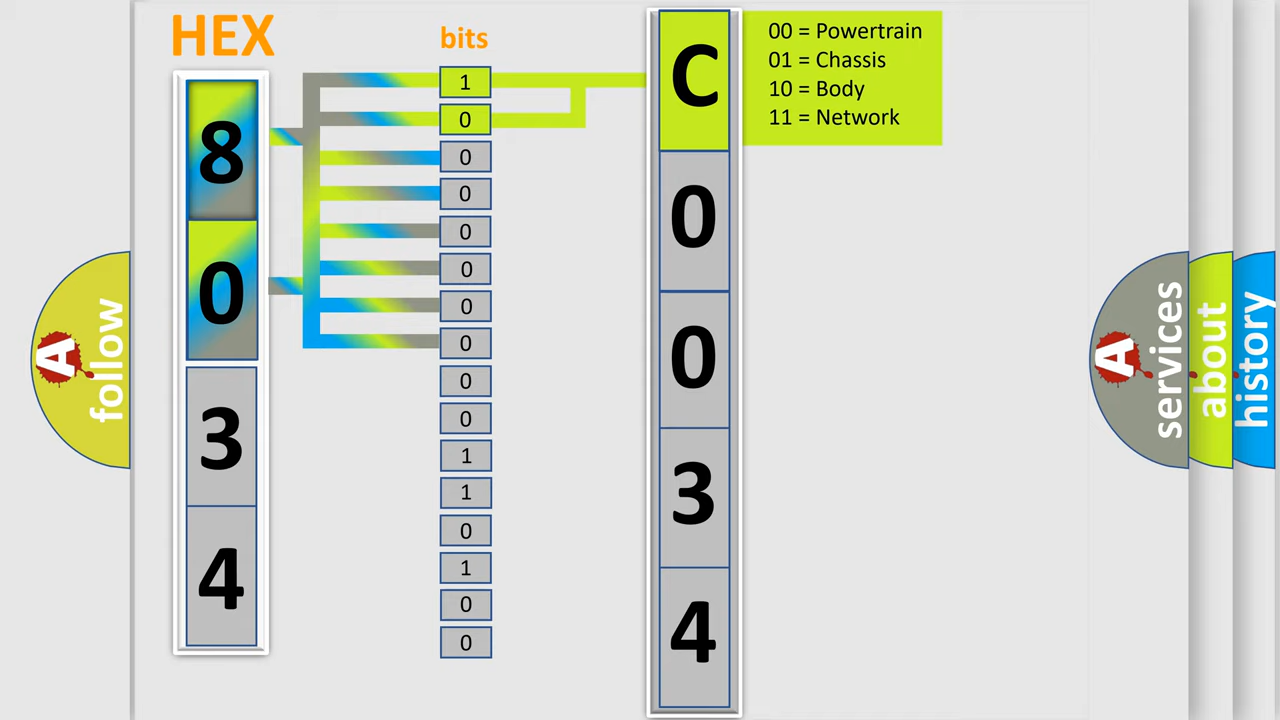 HEX
bits
8
0
3
4
1
0
0
0
0
0
0
0
0
0
1
1
0
1
0
0
C
0
0
3
4
00 = Powertrain
01 = Chassis
10 = Body
11 = Network
A follow
A services
about
history